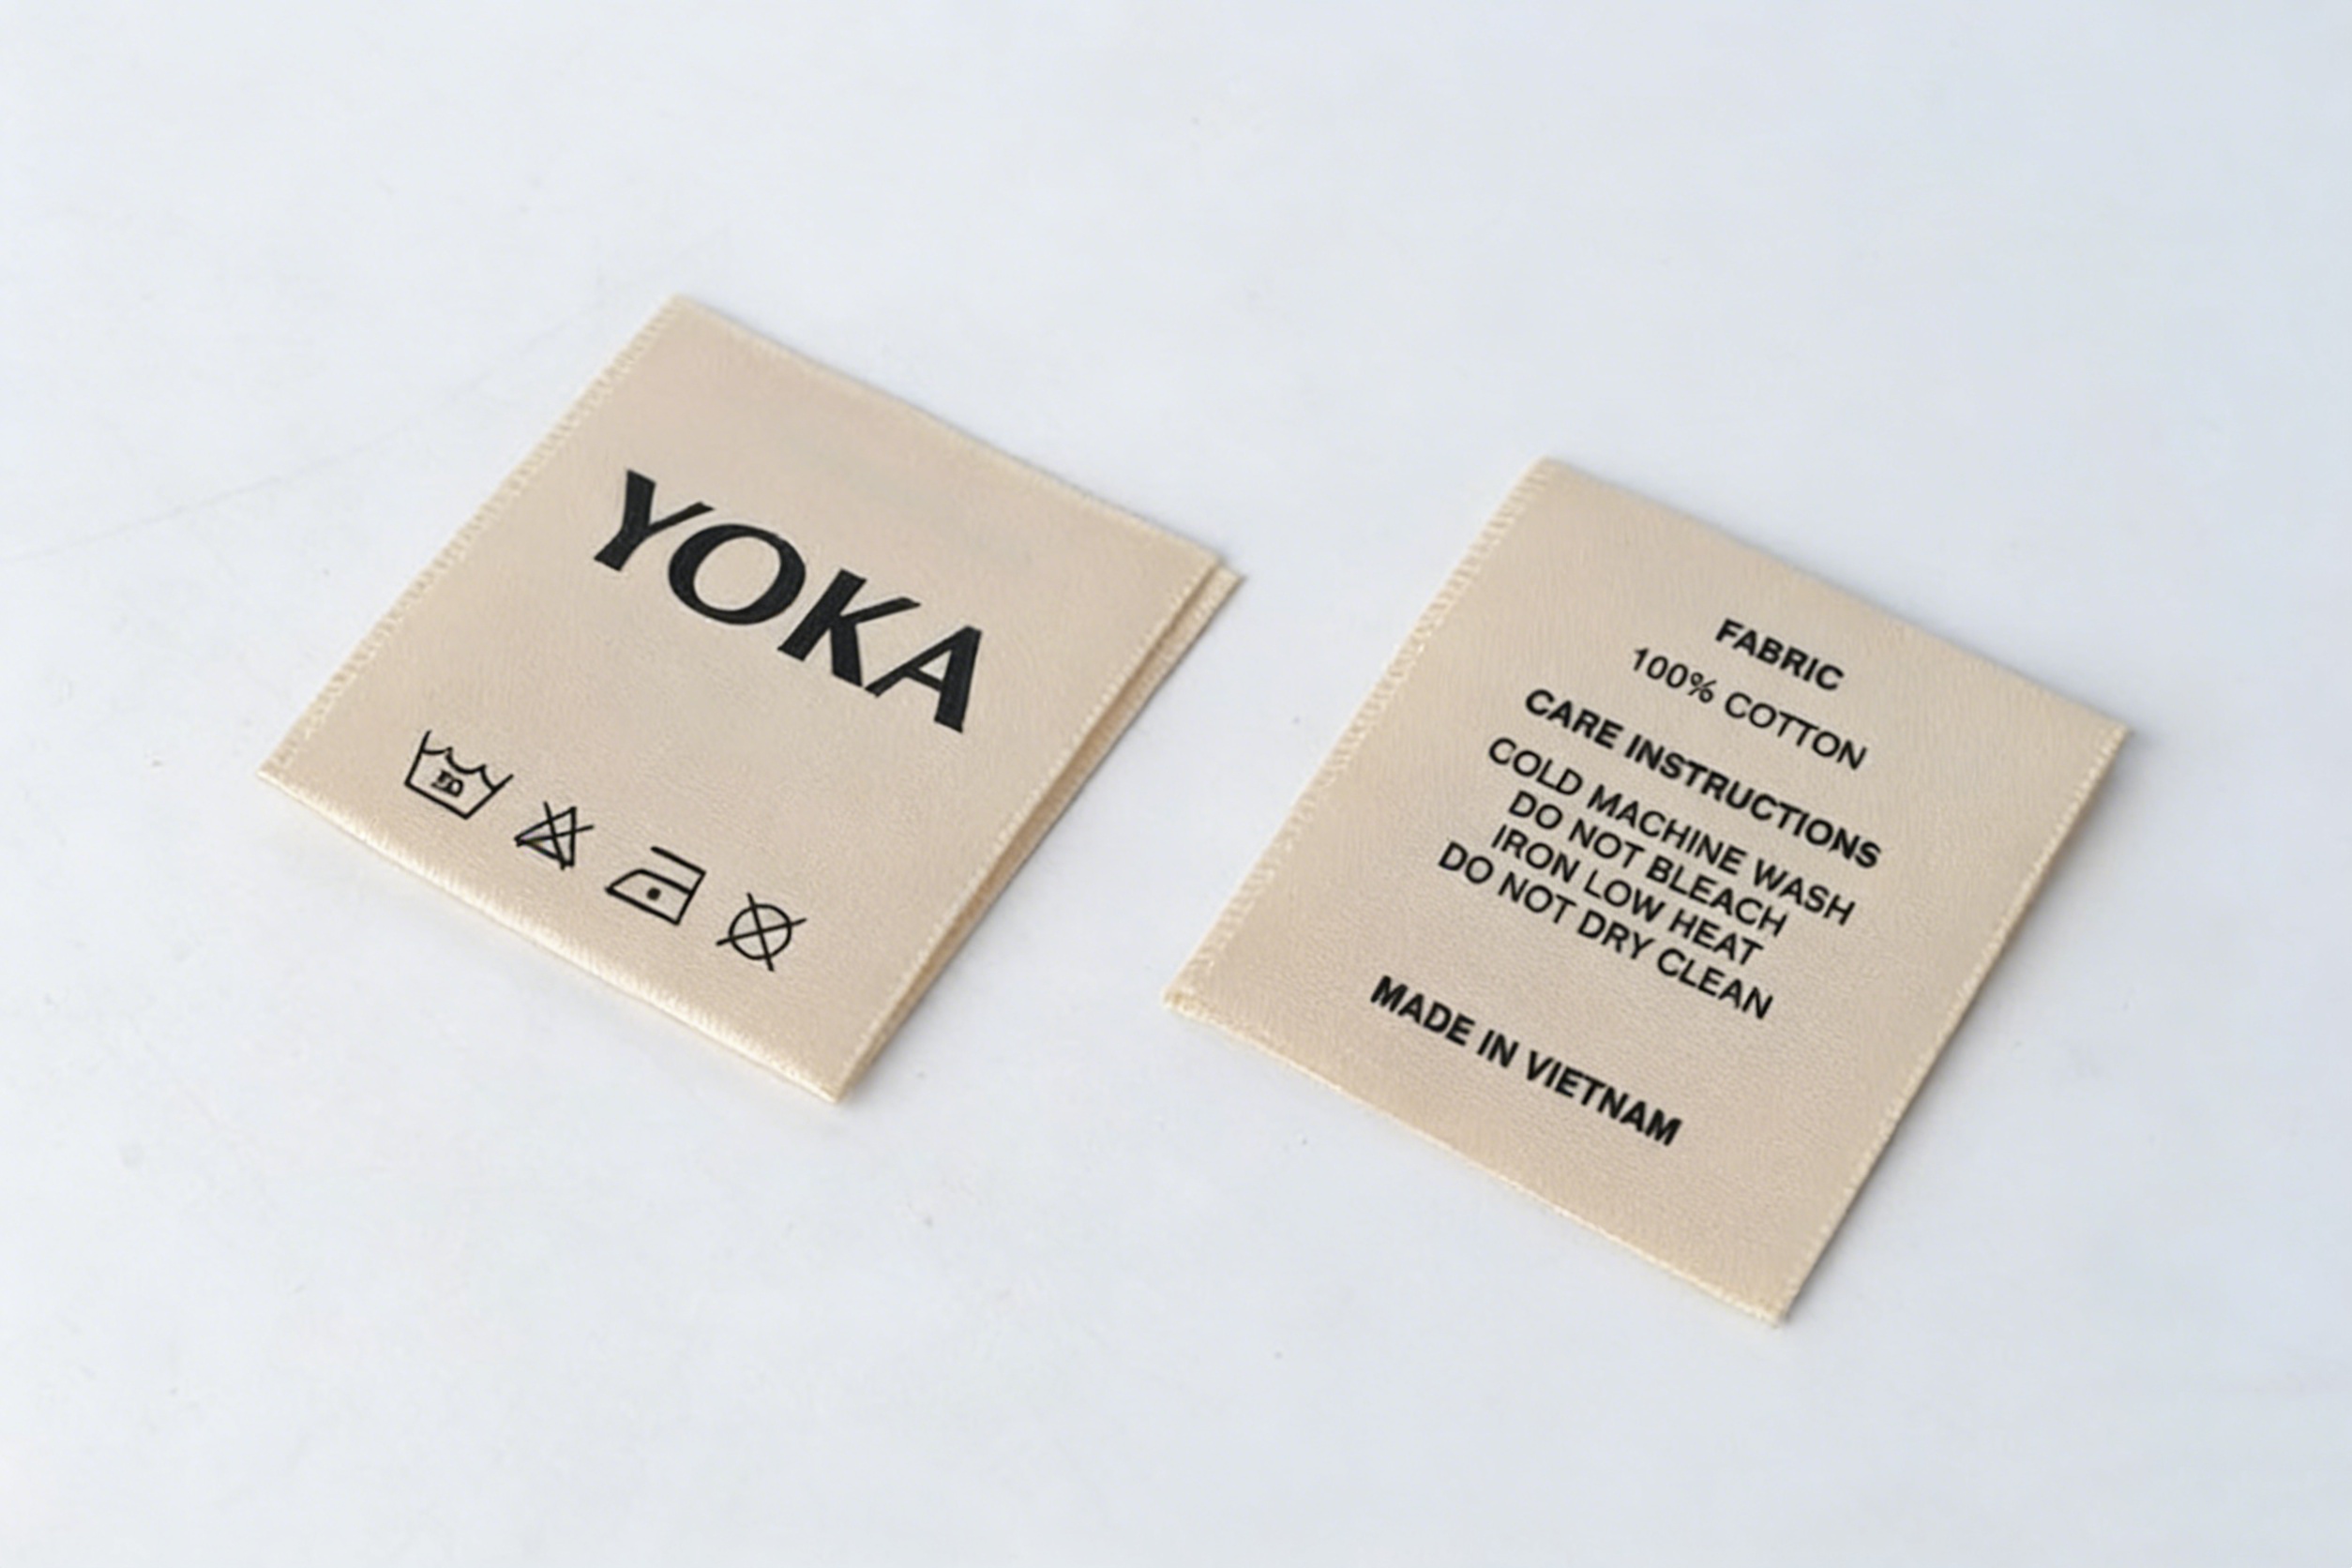 YOKA
FABRIC
100% COTTON
CARE INSTRUCTIONS
COLD MACHINE WASH
DO NOT BLEACH
IRON LOW HEAT
DO NOT DRY CLEAN
MADE IN VIETNAM